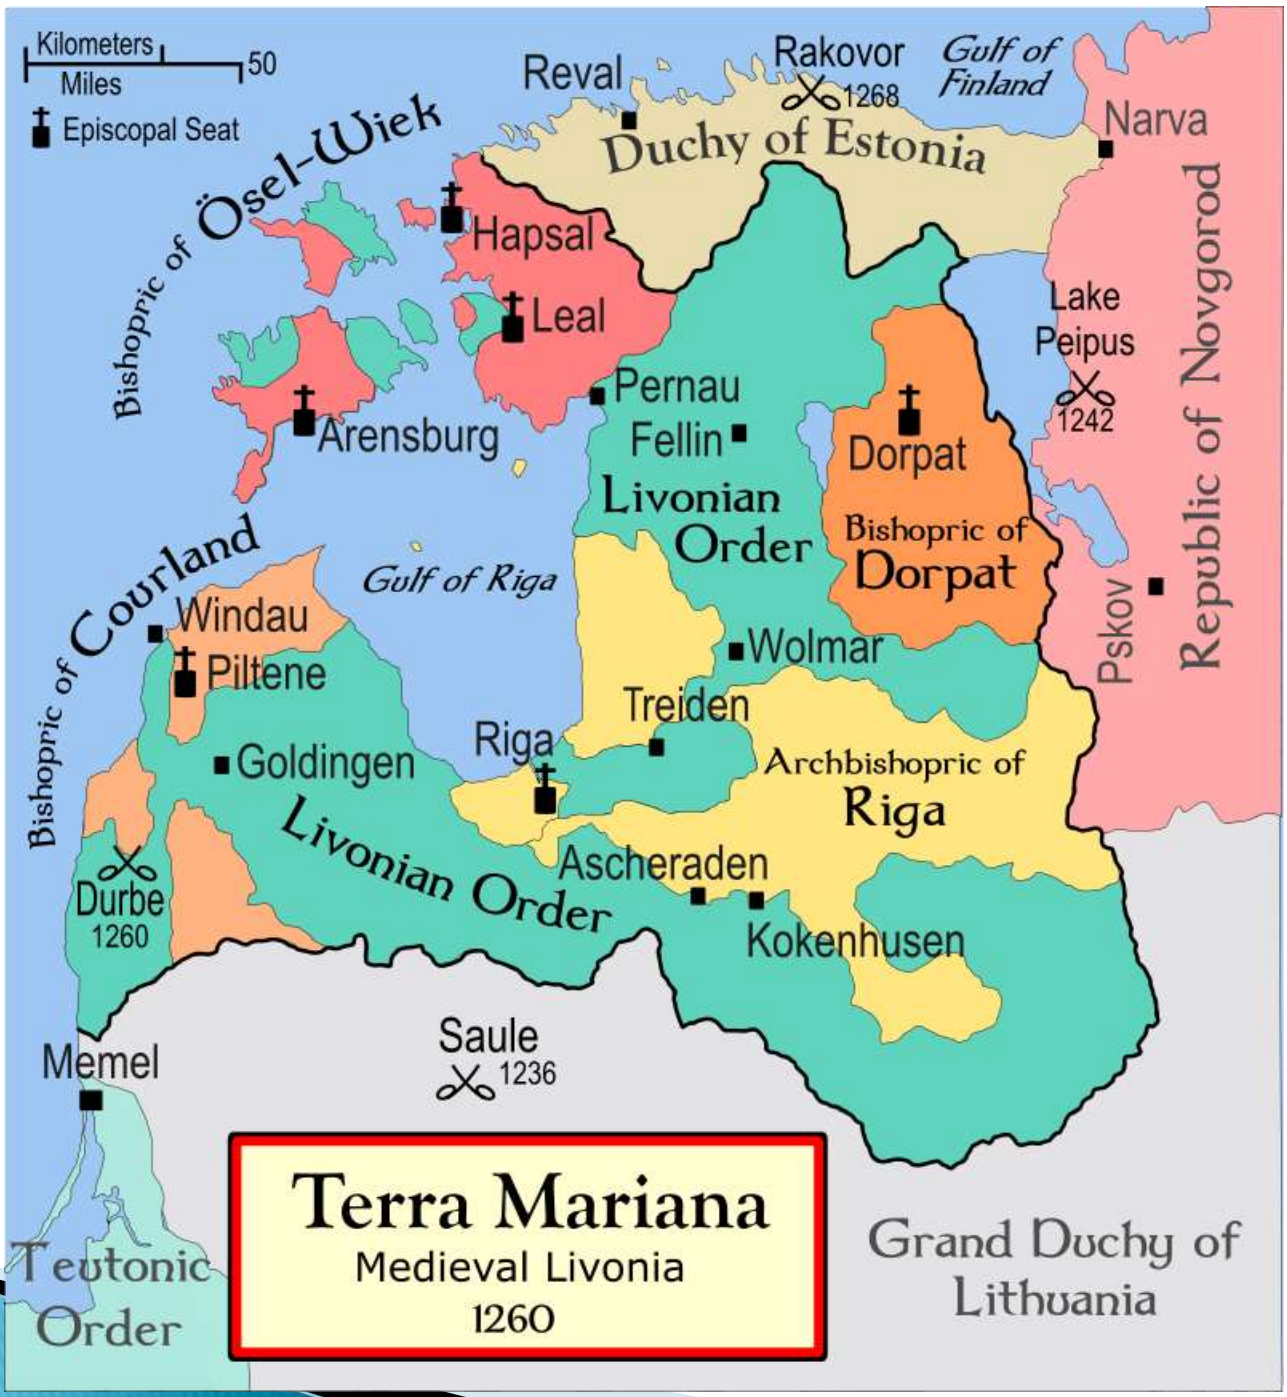 Kilometers
50
Miles
Episcopal Seat
Bishopric of Ösel-Wiek
Reval
Rakovor
1268
Gulf of
Finland
Narva
Duchy of Estonia
Hapsal
Leal
Lake
Peipus
1242
Republic of Novgorod
Pernau
Arensburg
Fellin
Dorpat
Livonian
Order
Bishopric of
Dorpat
Bishopric of Courland
Gulf of Riga
Windau
Piltene
Pskov
Wolmar
Treiden
Riga
Goldingen
Archbishopric of
Riga
Livonian Order
Ascheraden
Durbe
1260
Kokenhusen
Saule
1236
Memel
Terra Mariana
Medieval Livonia
1260
Teutonic
Order
Grand Duchy of
Lithuania